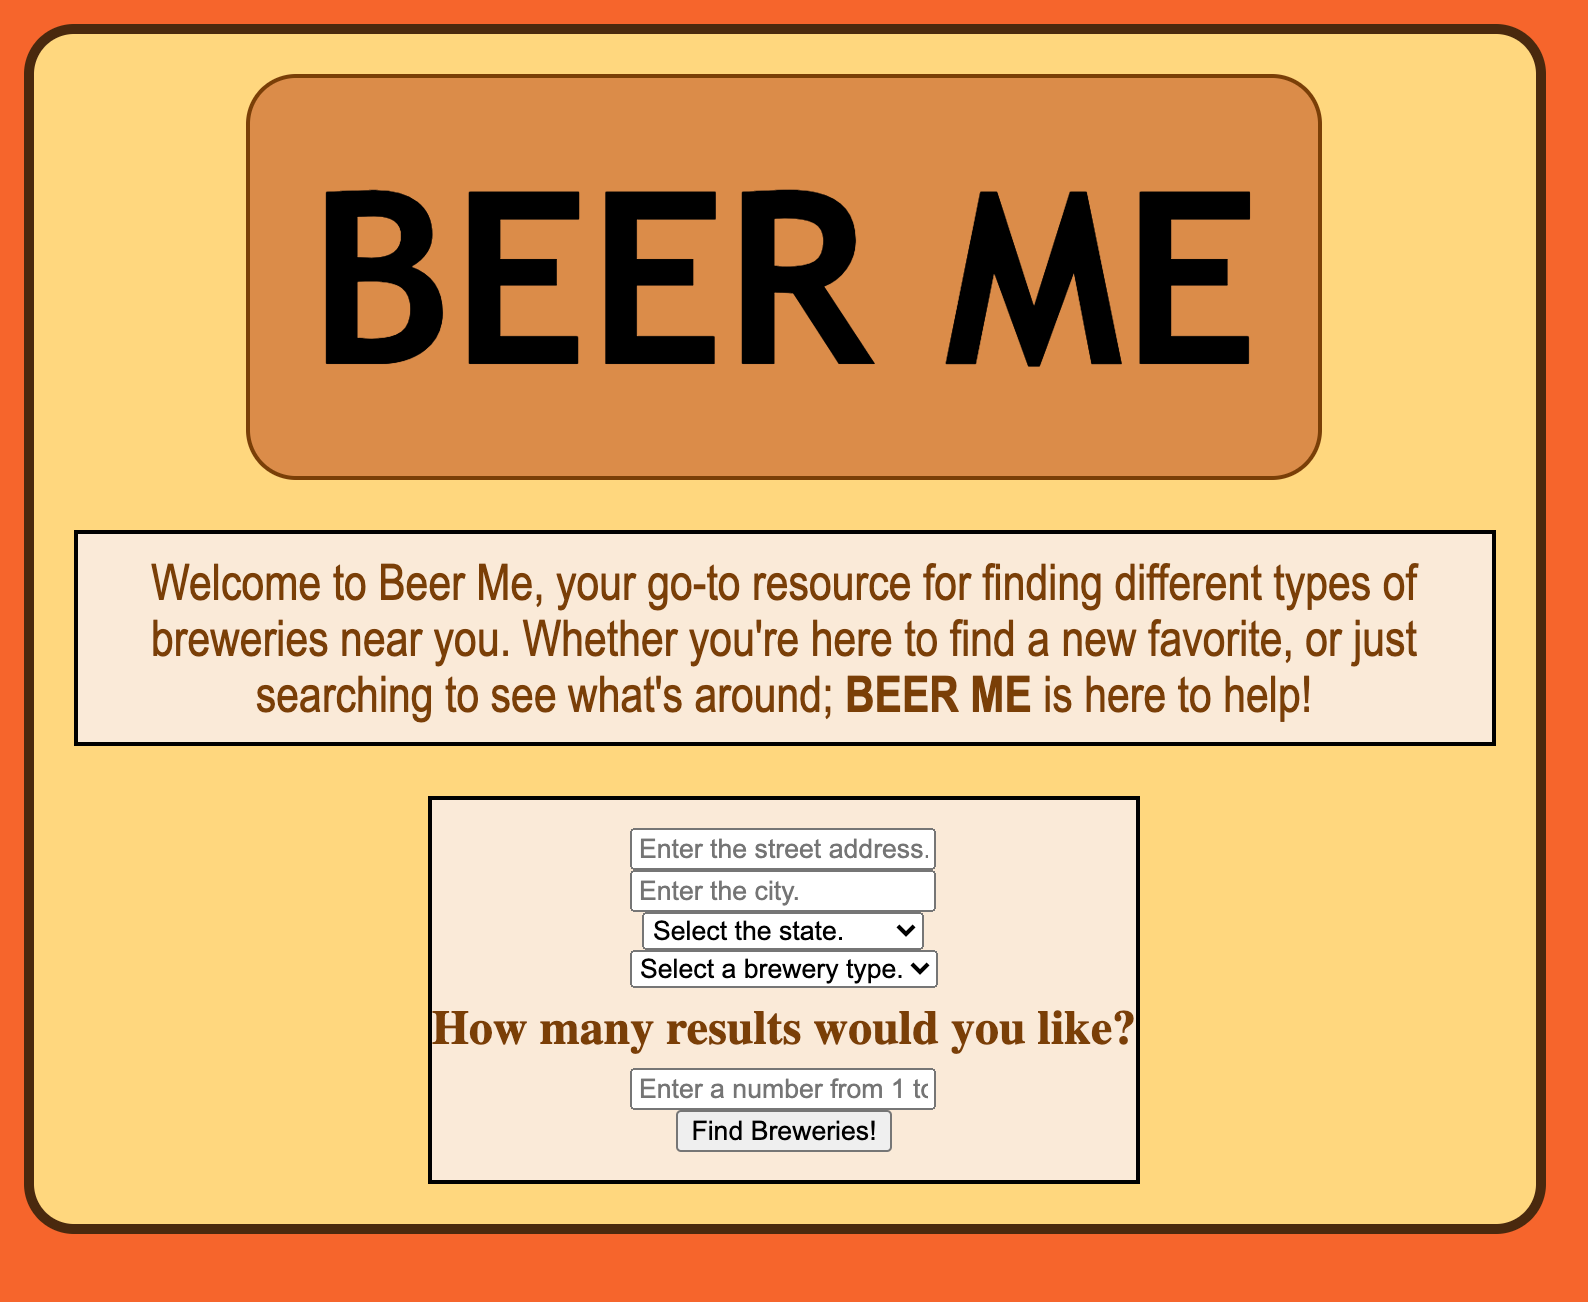 BEER ME
Welcome to Beer Me, your go-to resource for finding different types of
breweries near you. Whether you're here to find a new favorite, or just
searching to see what's around; BEER ME is here to help!
Enter the street address.
Enter the city.
Select the state.
Select a brewery type.
How many results would you like?
Enter a number from 1 to
Find Breweries!